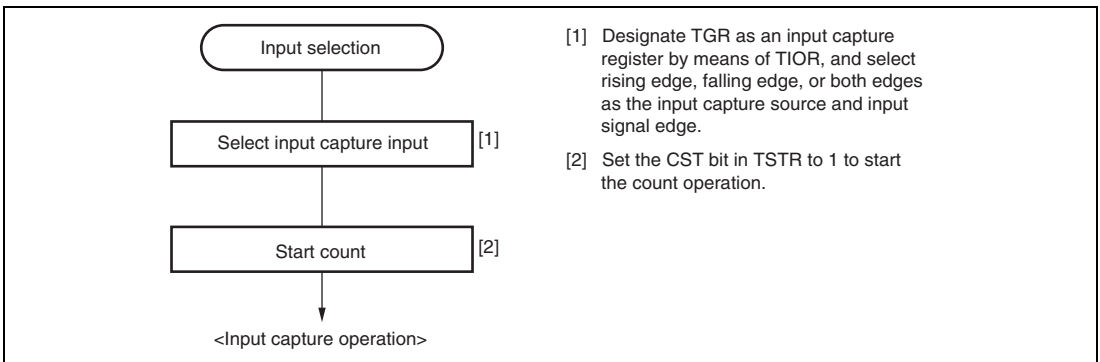 Input selection
Select input capture input
[1]
Start count
[2]
<Input capture operation>
[1] Designate TGR as an input capture
register by means of TIOR, and select
rising edge, falling edge, or both edges
as the input capture source and input
signal edge.
[2] Set the CST bit in TSTR to 1 to start
the count operation.